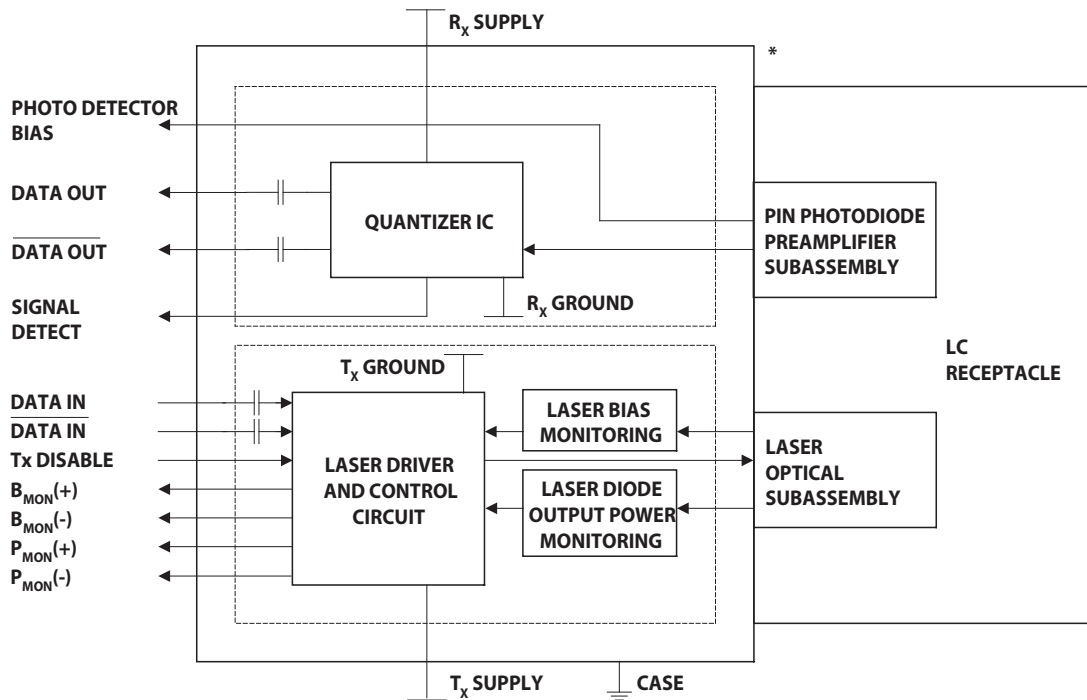 R_X SUPPLY
*
PHOTO DETECTOR
BIAS
DATA OUT
DATA OUT
SIGNAL
DETECT
QUANTIZER IC
R_X GROUND
PIN PHOTODIODE
PREAMPLIFIER
SUBASSEMBLY
LC
RECEPTACLE
T_X GROUND
DATA IN
DATA IN
Tx DISABLE
B_MON(+)
B_MON(-)
P_MON(+)
P_MON(-)
LASER DRIVER
AND CONTROL
CIRCUIT
LASER BIAS
MONITORING
LASER DIODE
OUTPUT POWER
MONITORING
LASER
OPTICAL
SUBASSEMBLY
T_X SUPPLY
CASE